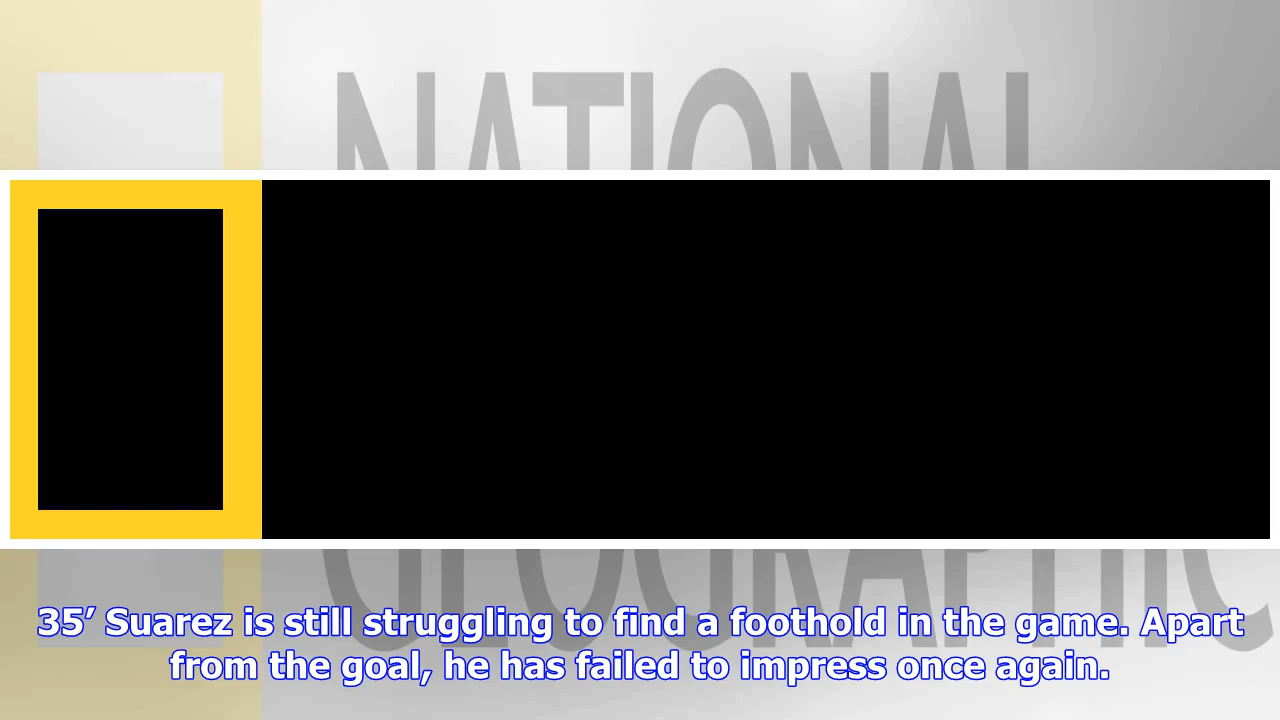 NATIONAL
GEOGRAPHIC
35’ Suarez is still struggling to find a foothold in the game. Apart
from the goal, he has failed to impress once again.